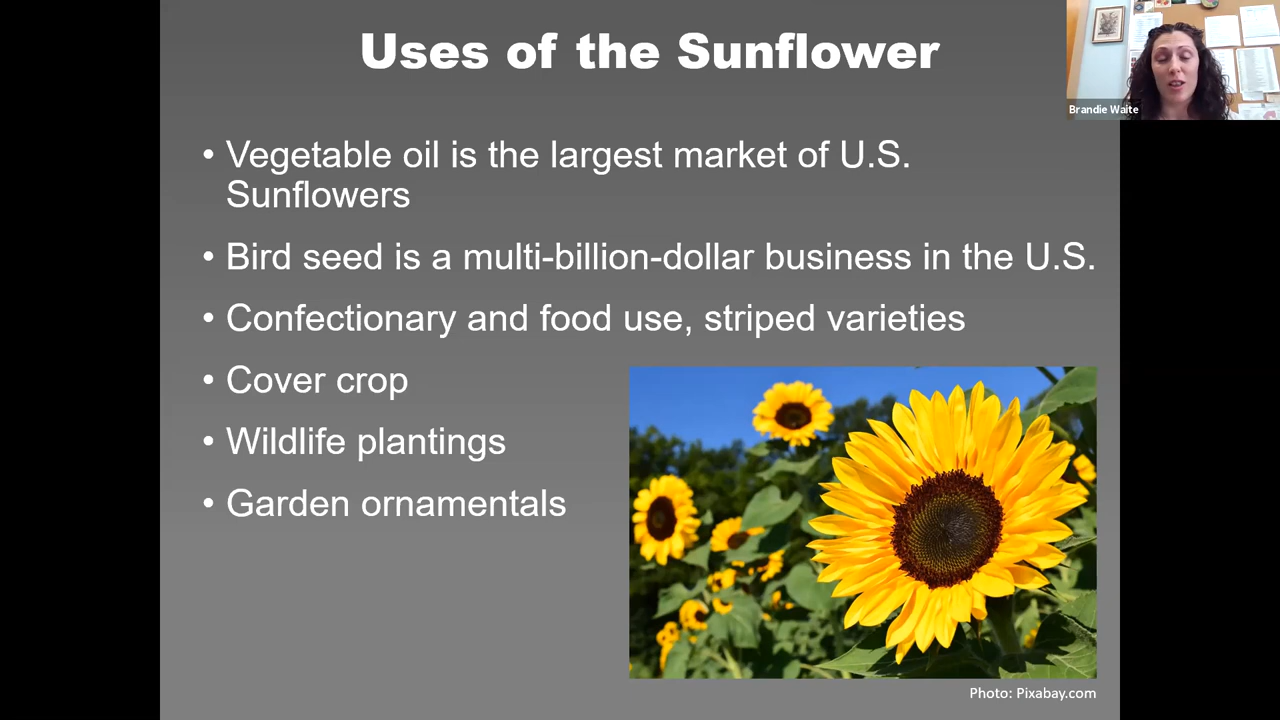 Uses of the Sunflower
Brandie Waite
• Vegetable oil is the largest market of U.S.
Sunflowers
• Bird seed is a multi-billion-dollar business in the U.S.
• Confectionary and food use, striped varieties
• Cover crop
• Wildlife plantings
• Garden ornamentals
Photo: Pixabay.com